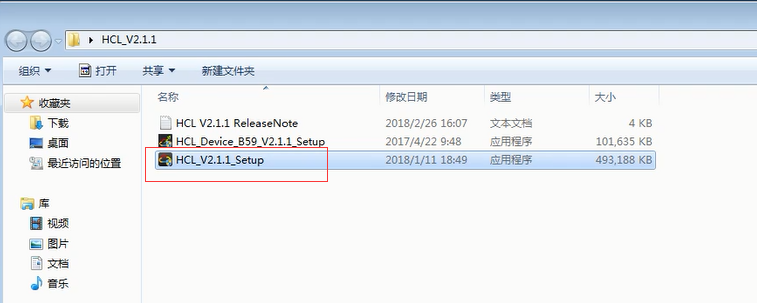 HCL_V2.1.1
组织 打开 共享 新建文件夹
收藏夹 名称 修改日期 类型 大小
下载 HCL V2.1.1 ReleaseNote 2018/2/26 16:07 文本文档 4 KB
桌面 HCL_Device_B59_V2.1.1_Setup 2017/4/22 9:48 应用程序 101,635 KB
最近访问的位置 HCL_V2.1.1_Setup 2018/1/11 18:49 应用程序 493,188 KB
库
视频
图片
文档
音乐